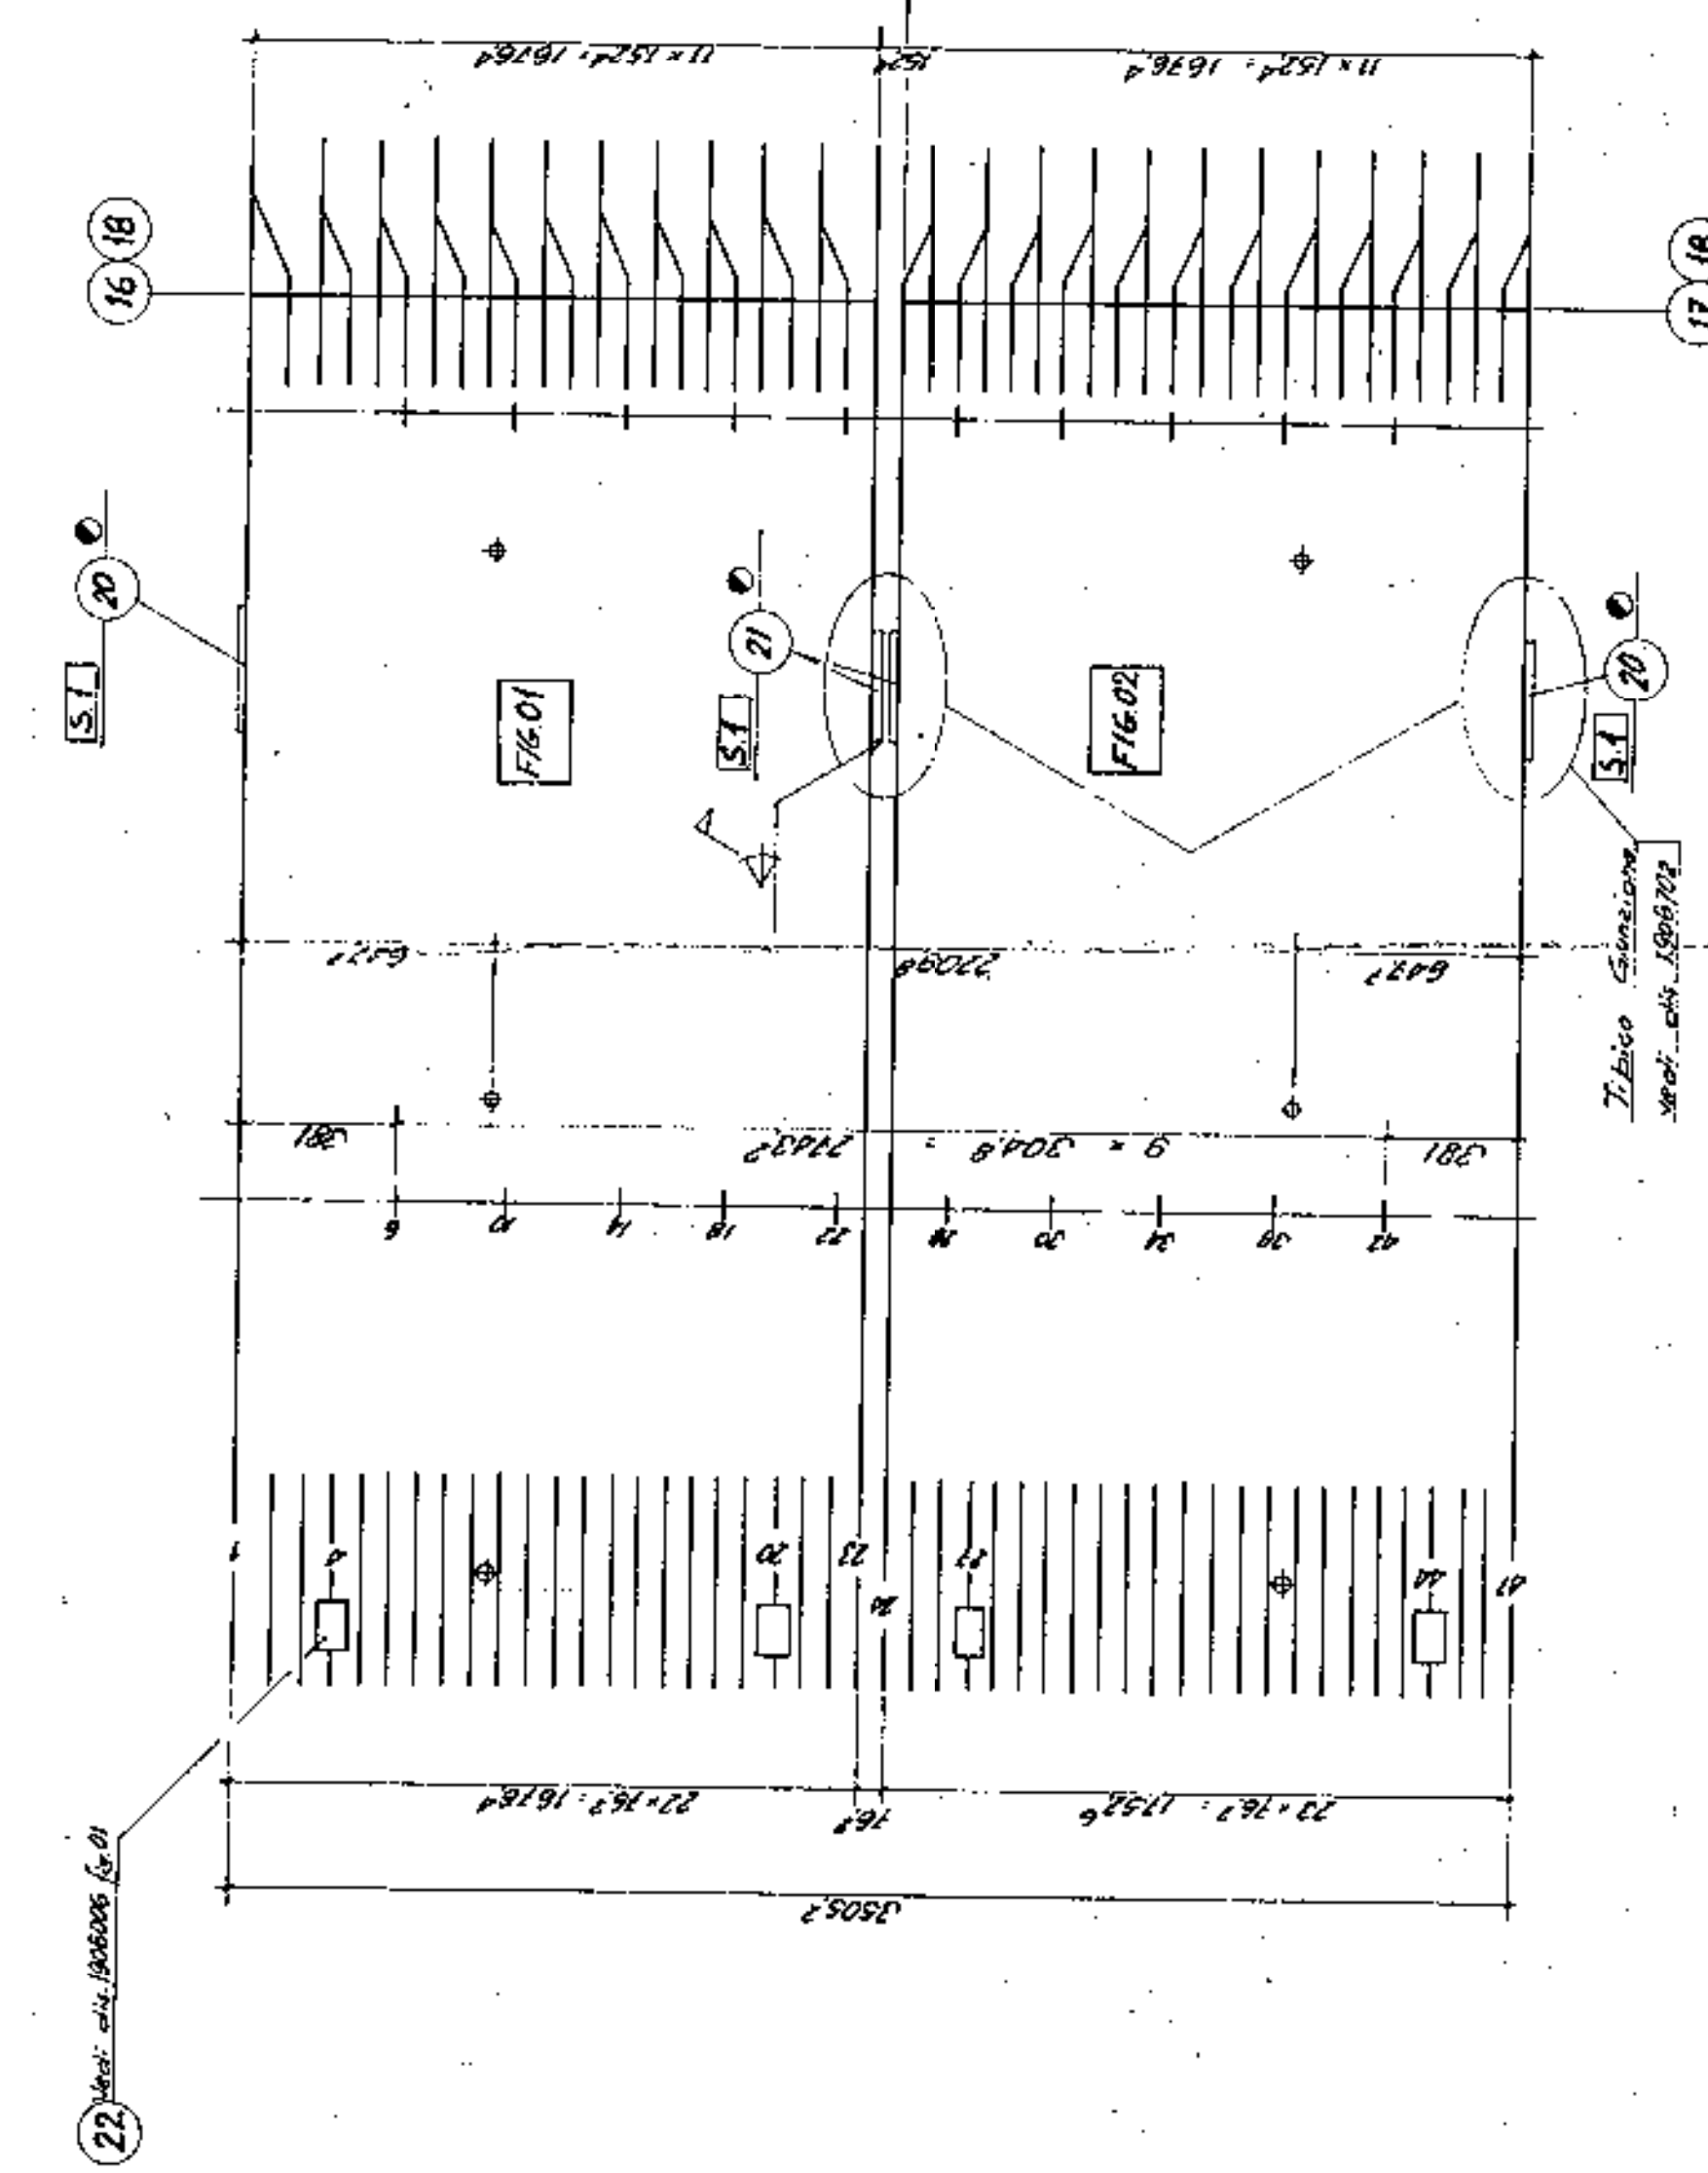 11 x 152,4 = 1676,4
152,4
11 x 152,4 = 1676,4
16
18
17
18
S.1
20
FIG.01
S.1
21
FIG.02
S.1
20
647,7
2209,8
647,7
Tipico Giunzione
vedi dis. 1906702
381
9 x 304,8 = 2743,2
381
6
10
14
18
22
26
30
34
38
42
1
4
20
23
24
27
44
47
22 x 76,2 = 1676,4
76,2
23 x 76,2 = 1752,6
3505,2
22
Vedi dis. 1906006 fig.01